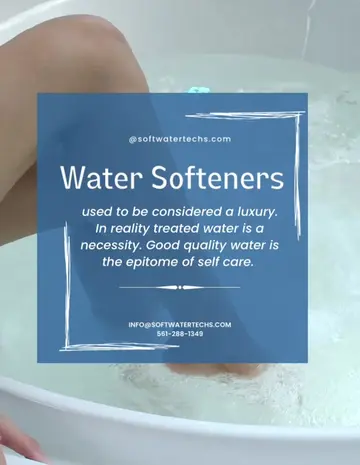 @softwatertechs.com
Water Softeners
used to be considered a luxury.
In reality treated water is a
necessity. Good quality water is
the epitome of self care.
INFO@SOFTWATERTECHS.COM
561-288-1349